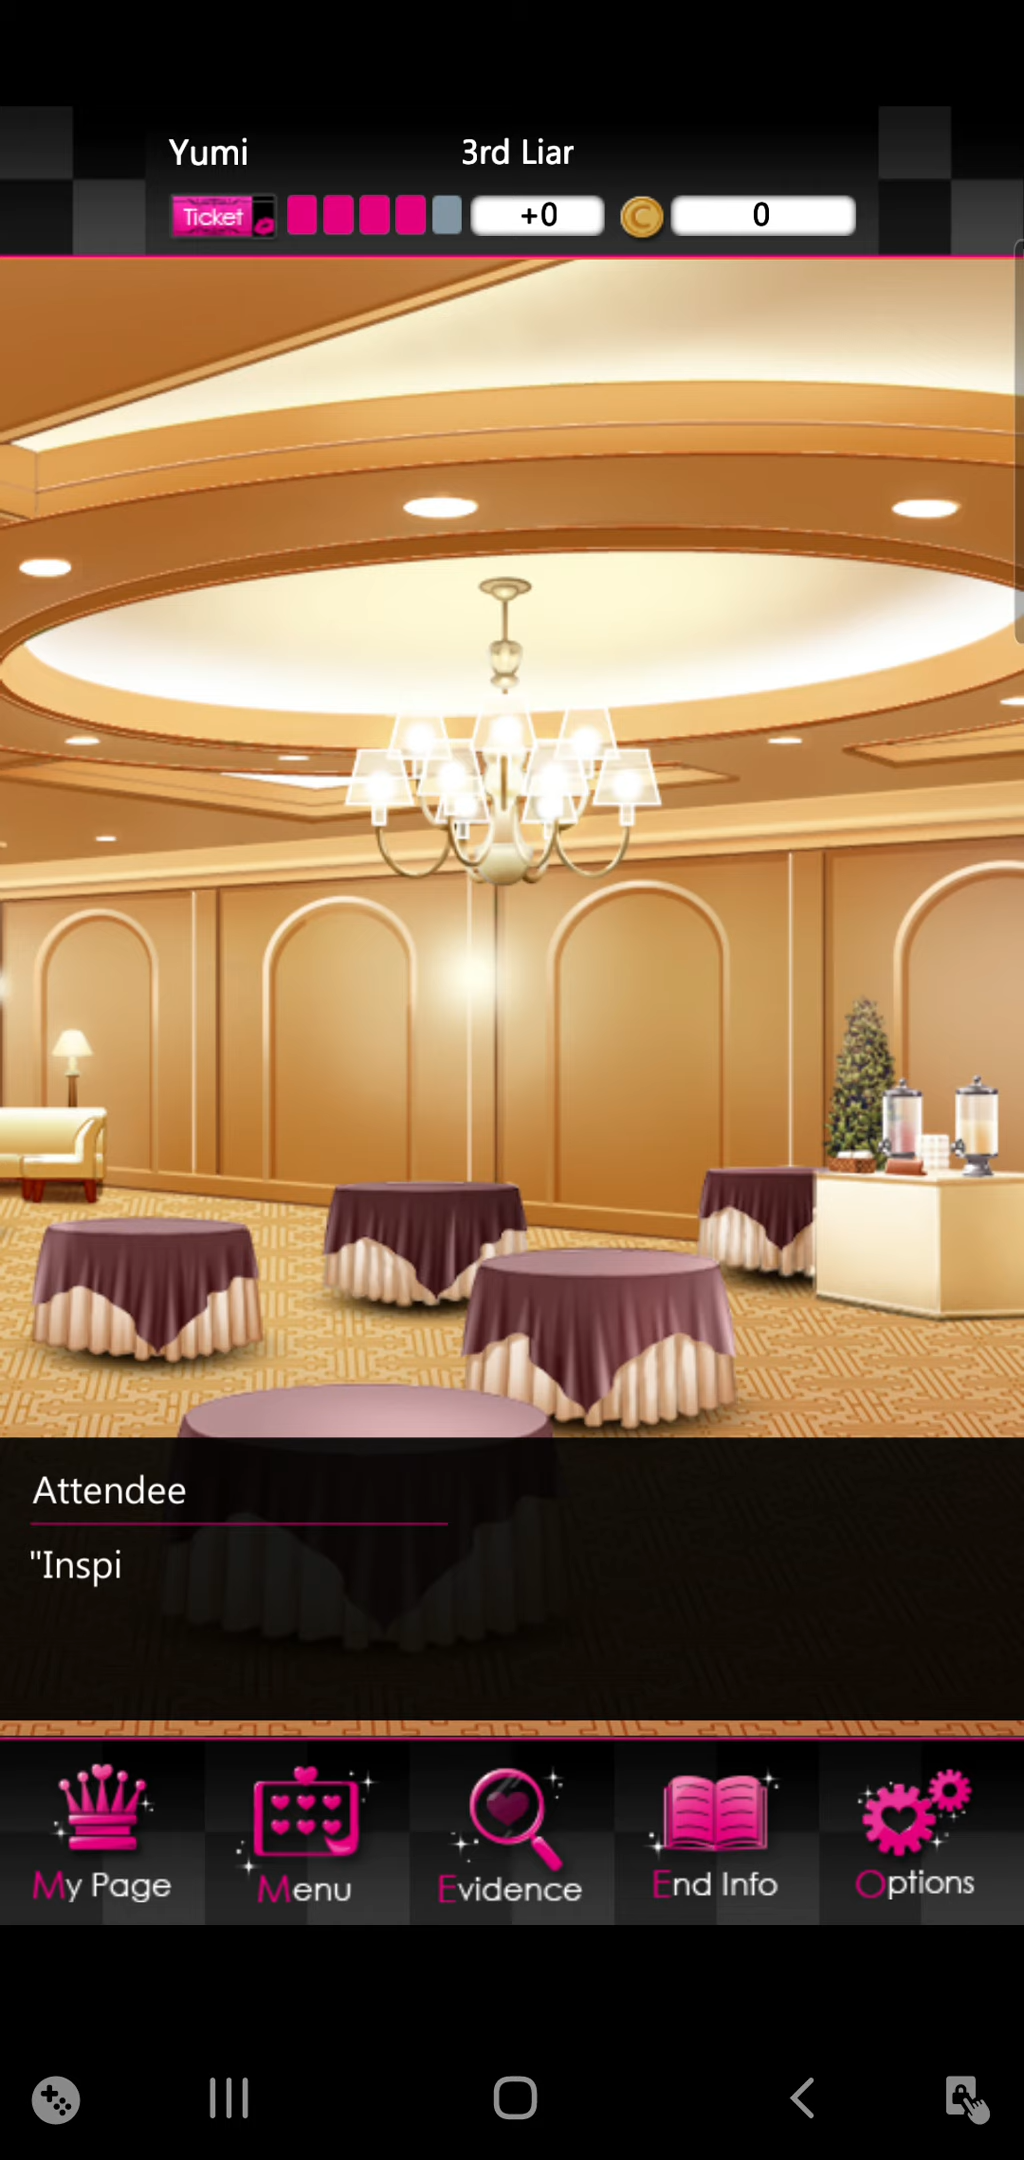 Yumi
3rd Liar
Ticket
+0
C
0
Attendee
"Inspi
My Page
Menu
Evidence
End Info
Options